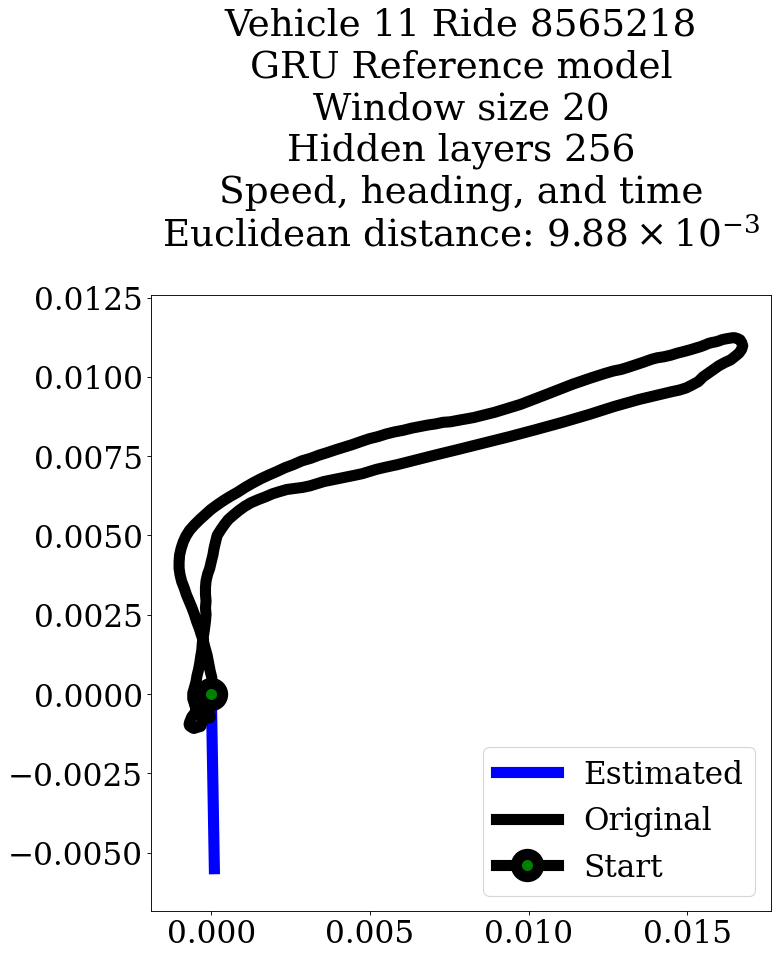 Vehicle 11 Ride 8565218
GRU Reference model
Window size 20
Hidden layers 256
Speed, heading, and time
Euclidean distance: 9.88 × 10⁻³
0.0125
0.0100
0.0075
0.0050
0.0025
0.0000
−0.0025
−0.0050
Estimated
Original
Start
0.000 0.005 0.010 0.015